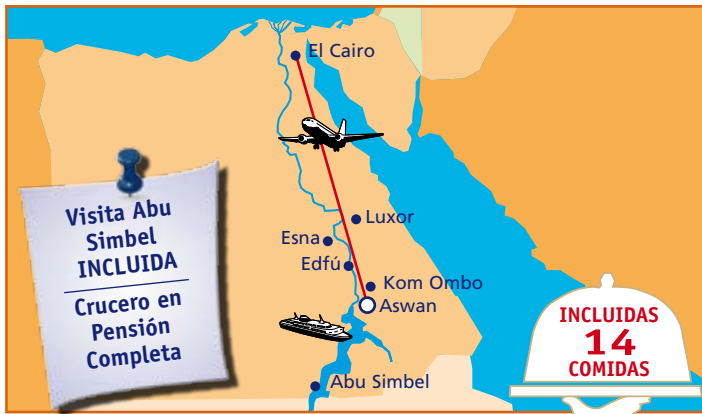 El Cairo
Visita Abu
Simbel
INCLUIDA
Crucero en
Pensión
Completa
Luxor
Esna
Edfú
Kom Ombo
Aswan
Abu Simbel
INCLUIDAS
14
COMIDAS